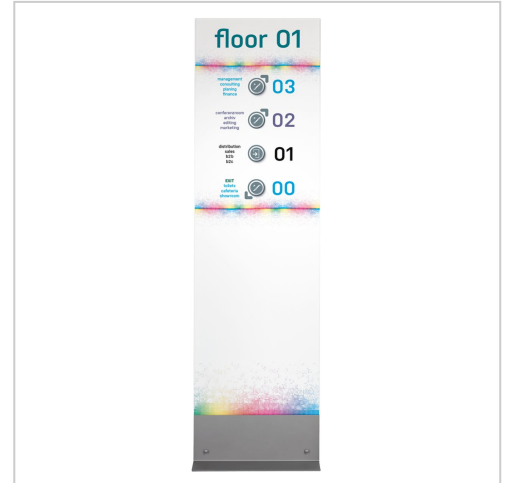 floor 01
management
consulting
planing
finance
03
conferenceroom
archiv
editing
marketing
02
distribution
sales
b2b
b2c
01
EXIT
toilets
cafeteria
showroom
00